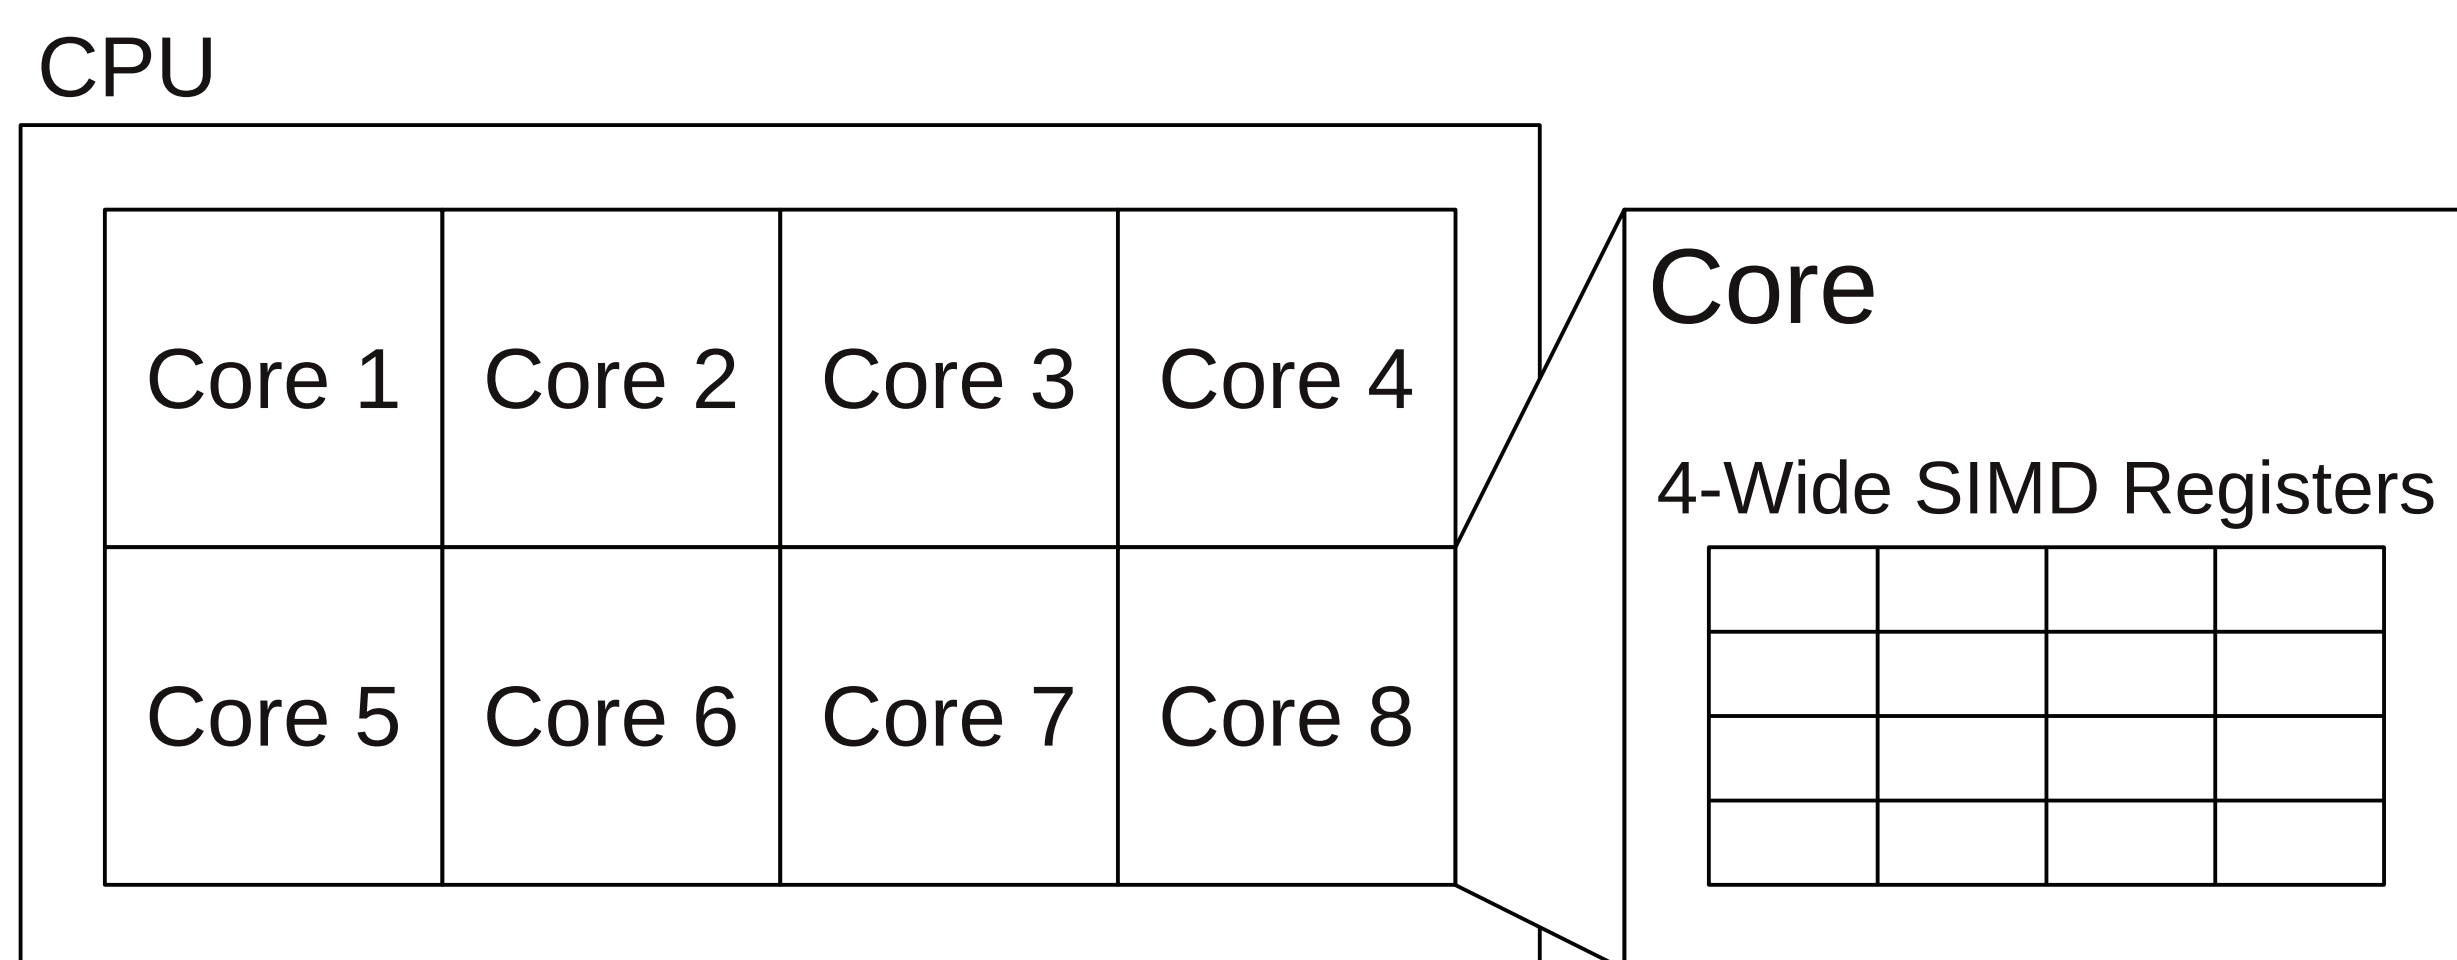 CPU
Core 1 Core 2 Core 3 Core 4
Core 5 Core 6 Core 7 Core 8
Core
4-Wide SIMD Registers